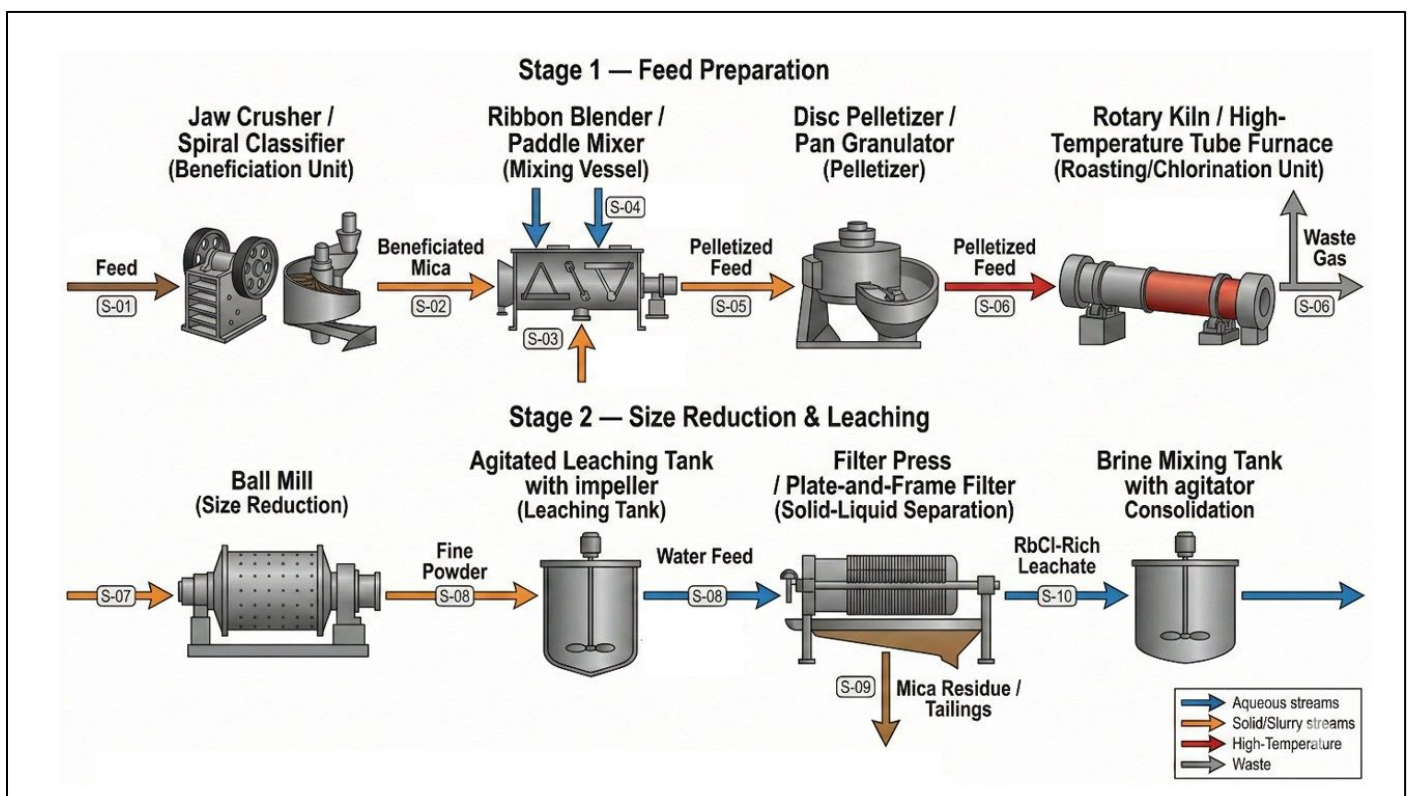 Stage 1 — Feed Preparation
Jaw Crusher /
Spiral Classifier
(Beneficiation Unit)
Ribbon Blender /
Paddle Mixer
(Mixing Vessel)
Disc Pelletizer /
Pan Granulator
(Pelletizer)
Rotary Kiln / High-
Temperature Tube Furnace
(Roasting/Chlorination Unit)
Feed
S-01
Beneficiated
Mica
S-02
S-04
S-03
Pelletized
Feed
S-05
Pelletized
Feed
S-06
Waste
Gas
S-06
Stage 2 — Size Reduction & Leaching
Ball Mill
(Size Reduction)
Agitated Leaching Tank
with impeller
(Leaching Tank)
Filter Press
/ Plate-and-Frame Filter
(Solid-Liquid Separation)
Brine Mixing Tank
with agitator
Consolidation
S-07
Fine
Powder
S-08
Water Feed
S-08
RbCl-Rich
Leachate
S-10
S-09
Mica Residue /
Tailings
Aqueous streams
Solid/Slurry streams
High-Temperature
Waste